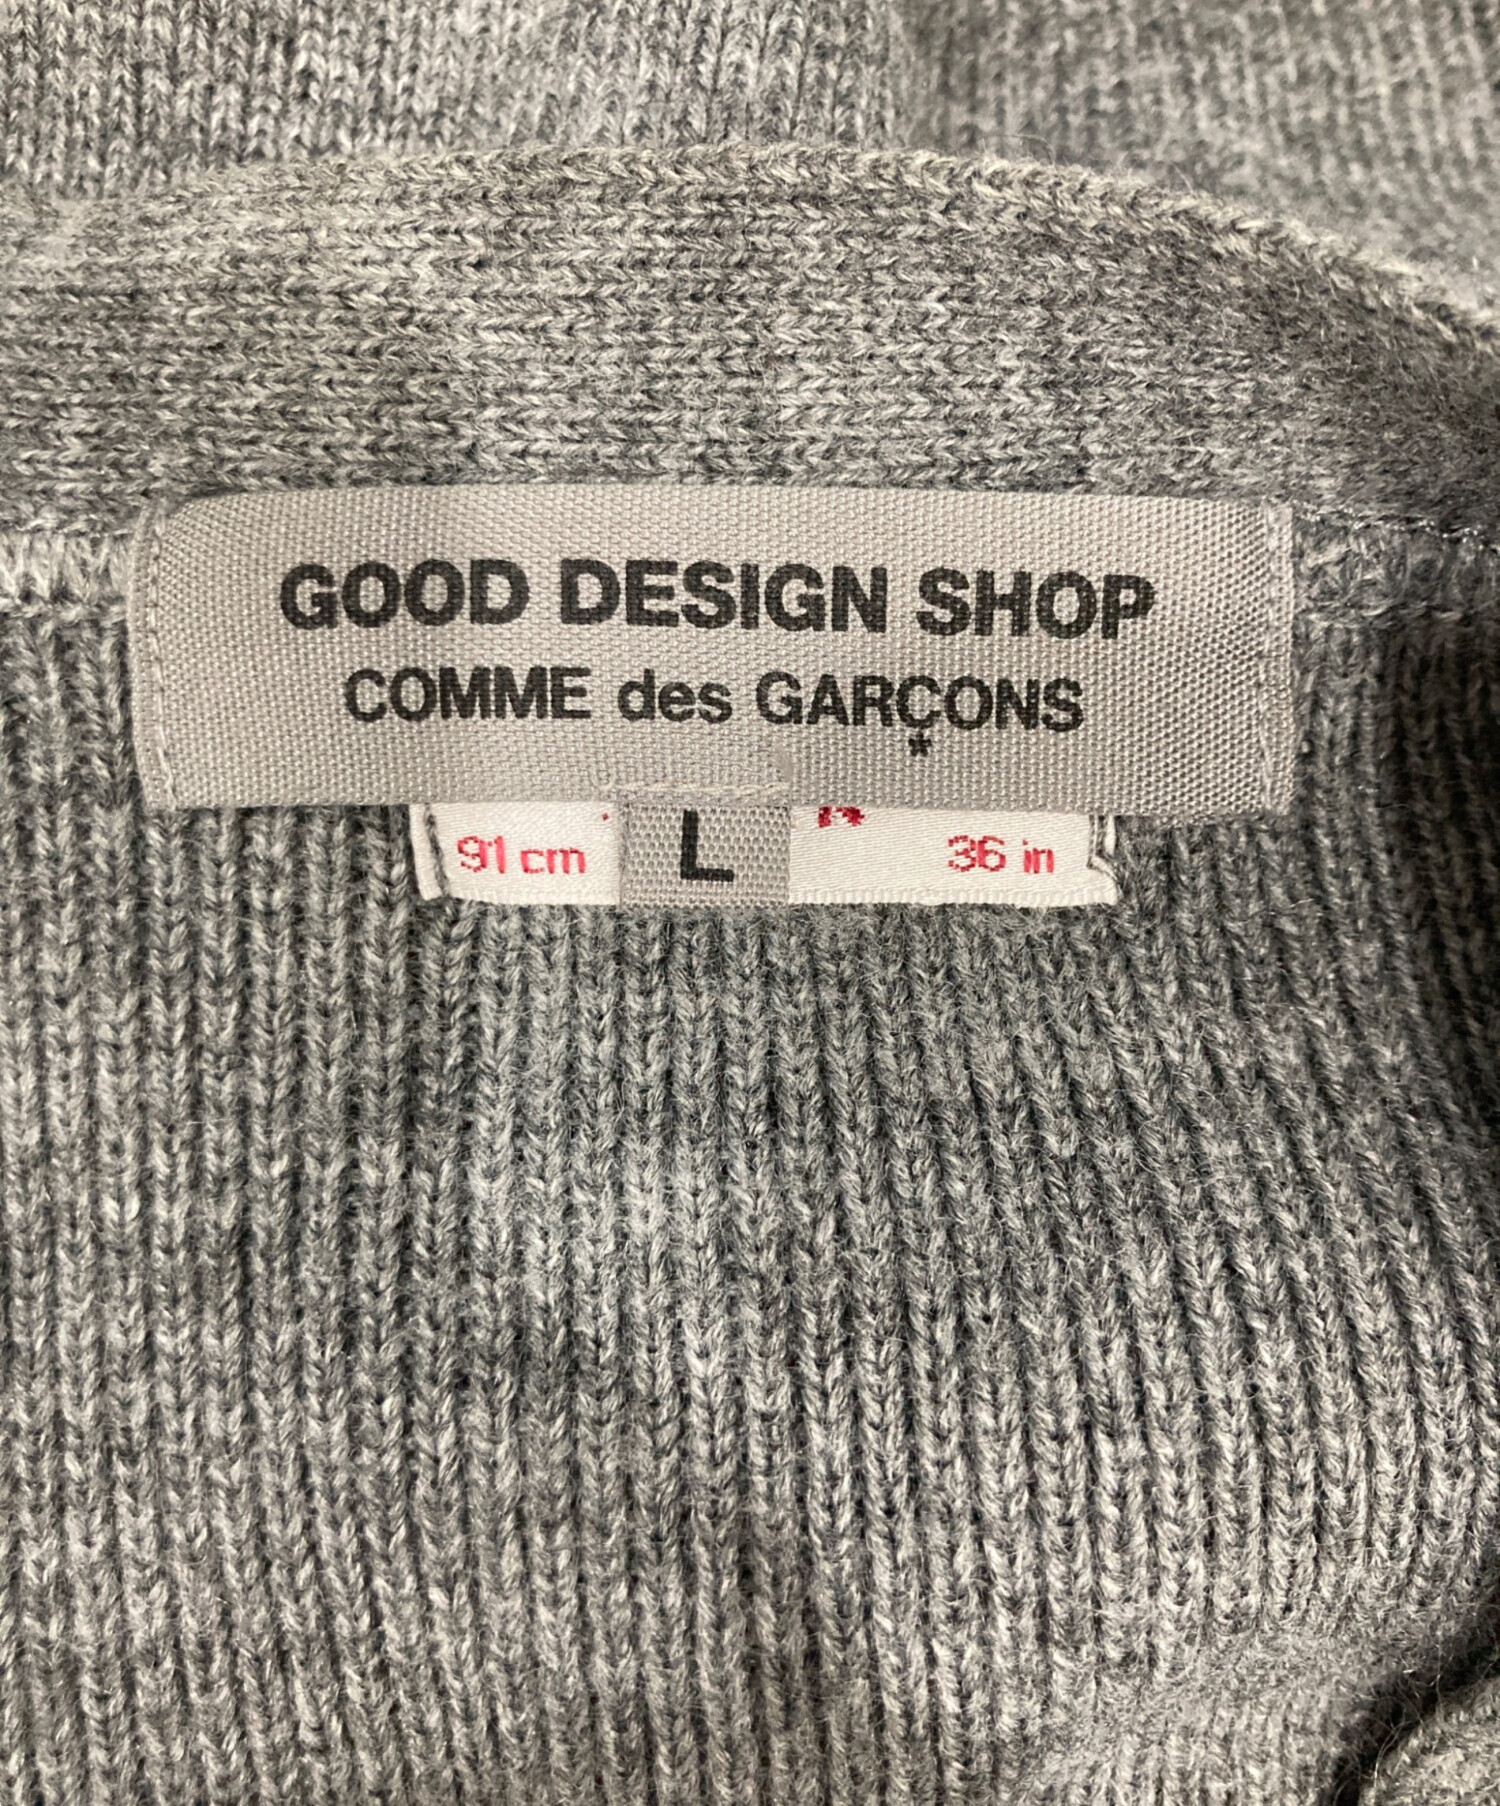 GOOD DESIGN SHOP
COMME des GARÇONS
*
91 cm L 36 in